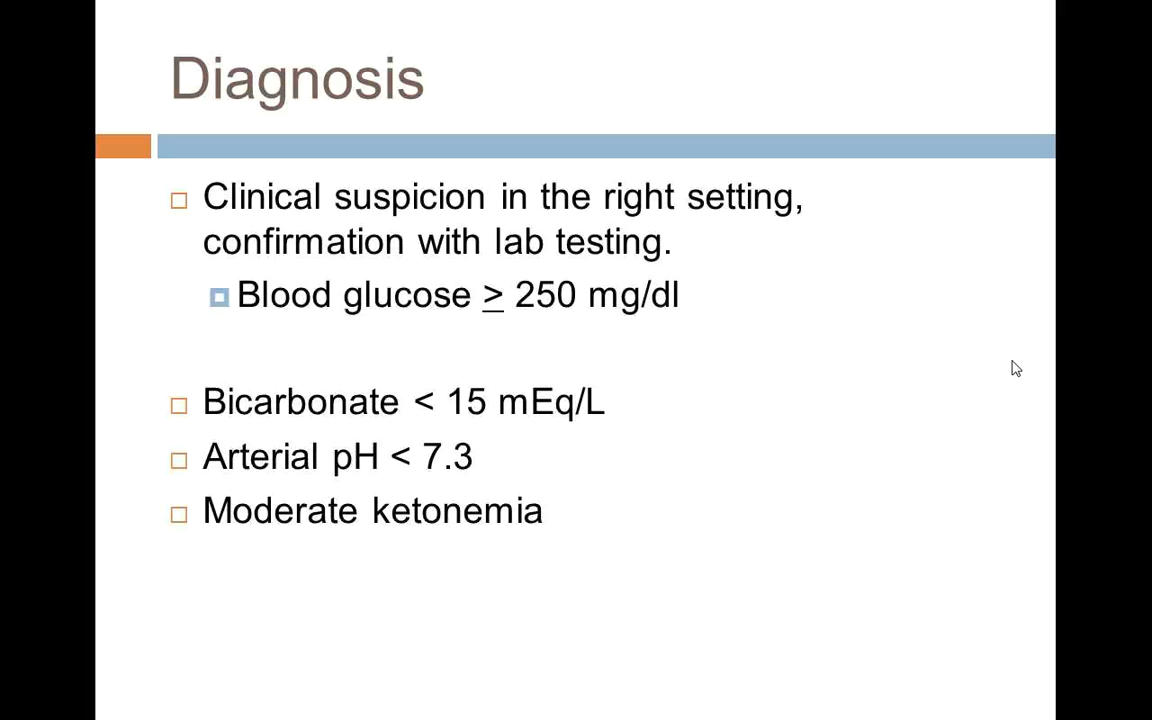 Diagnosis
Clinical suspicion in the right setting,
confirmation with lab testing.
Blood glucose ≥ 250 mg/dl
Bicarbonate < 15 mEq/L
Arterial pH < 7.3
Moderate ketonemia